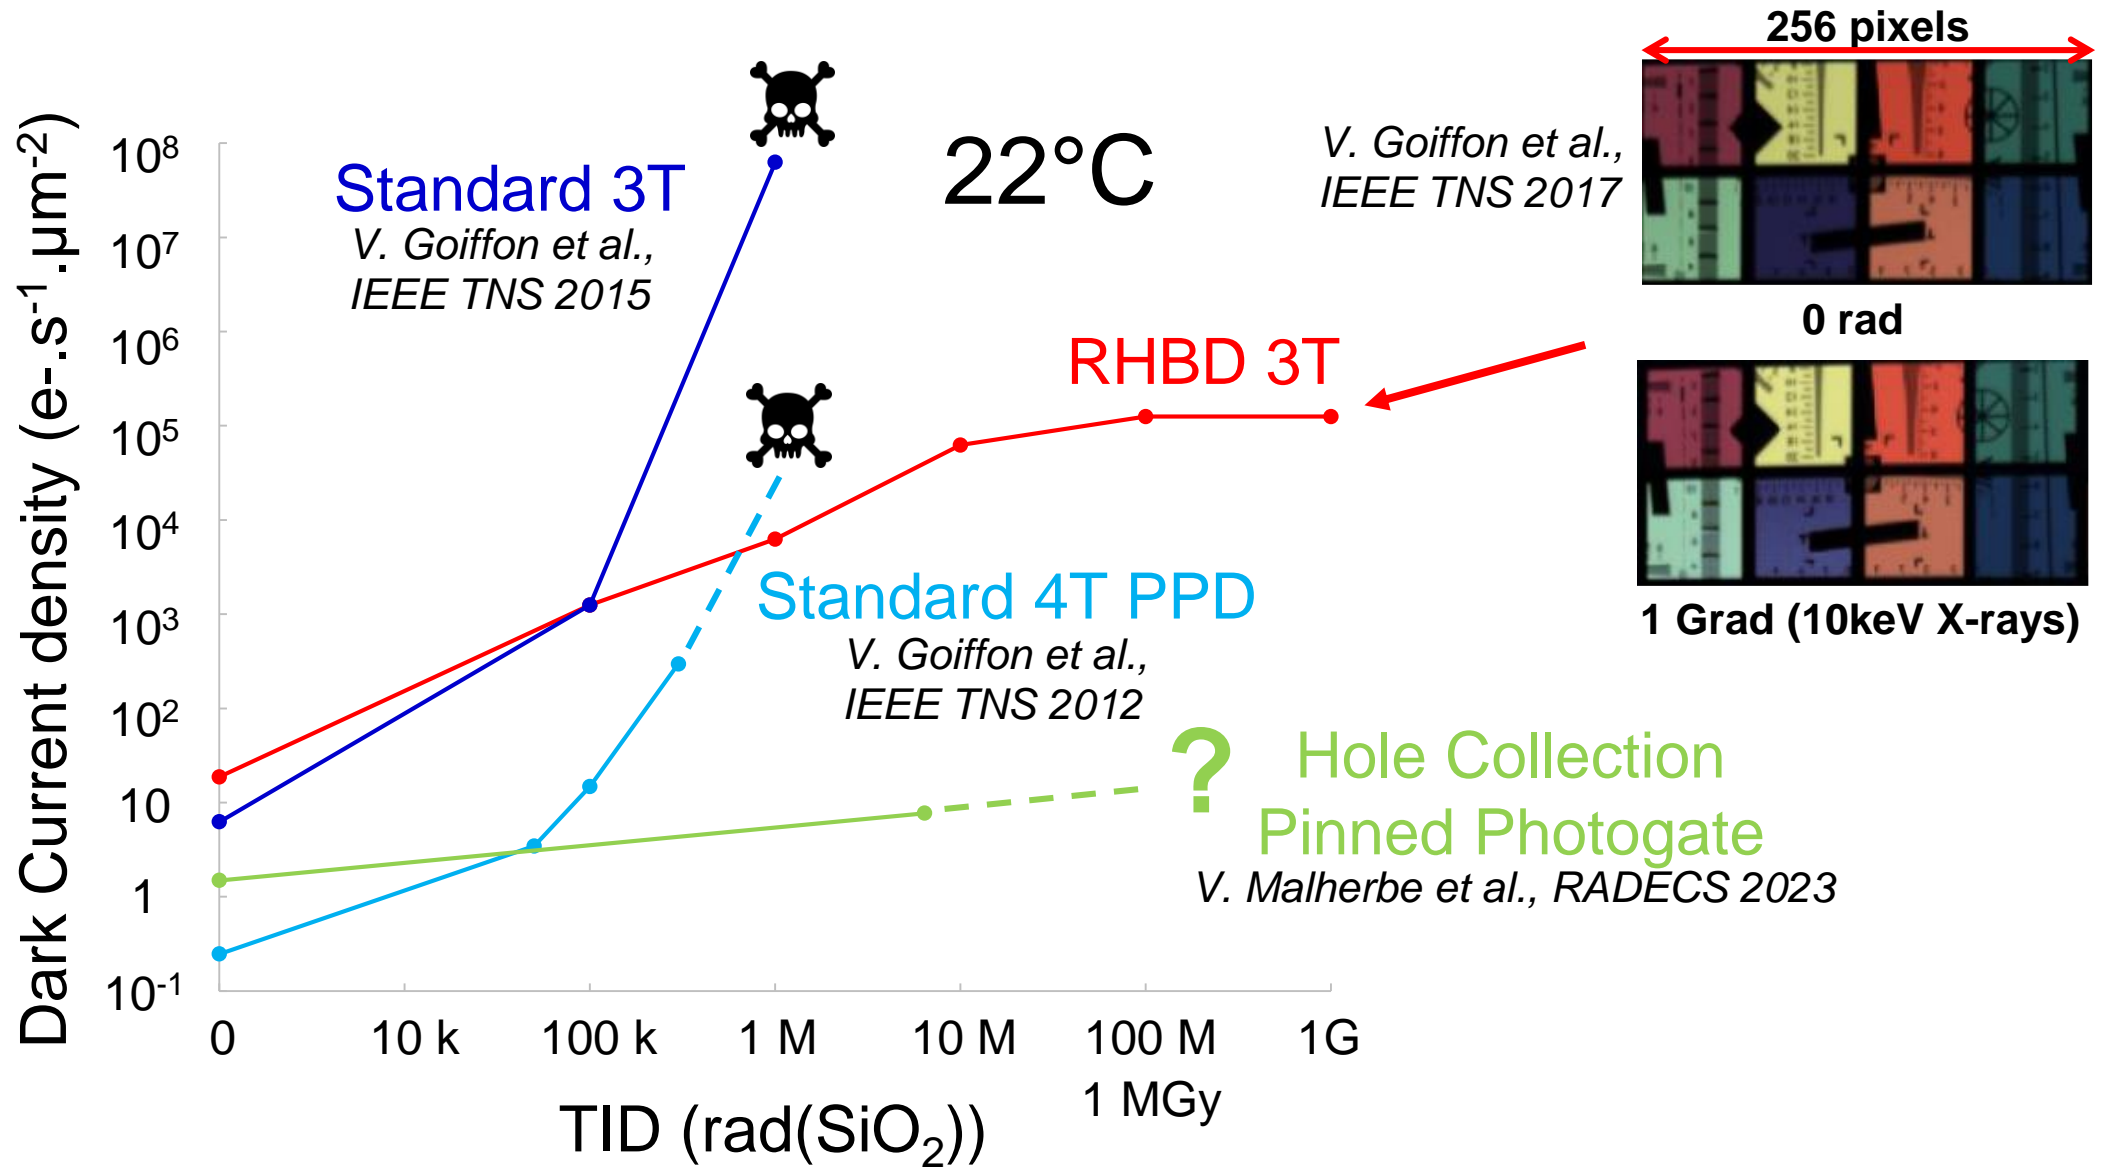 256 pixels
Standard 3T
V. Goiffon et al.,
IEEE TNS 2015
22°C
V. Goiffon et al.,
IEEE TNS 2017
0 rad
RHBD 3T
1 Grad (10keV X-rays)
Standard 4T PPD
V. Goiffon et al.,
IEEE TNS 2012
? Hole Collection
Pinned Photogate
V. Malherbe et al., RADECS 2023
Dark Current density (e-.s⁻¹.µm⁻²)
10⁸
10⁷
10⁶
10⁵
10⁴
10³
10²
10
1
10⁻¹
0 10 k 100 k 1 M 10 M 100 M 1G
1 MGy
TID (rad(SiO₂))